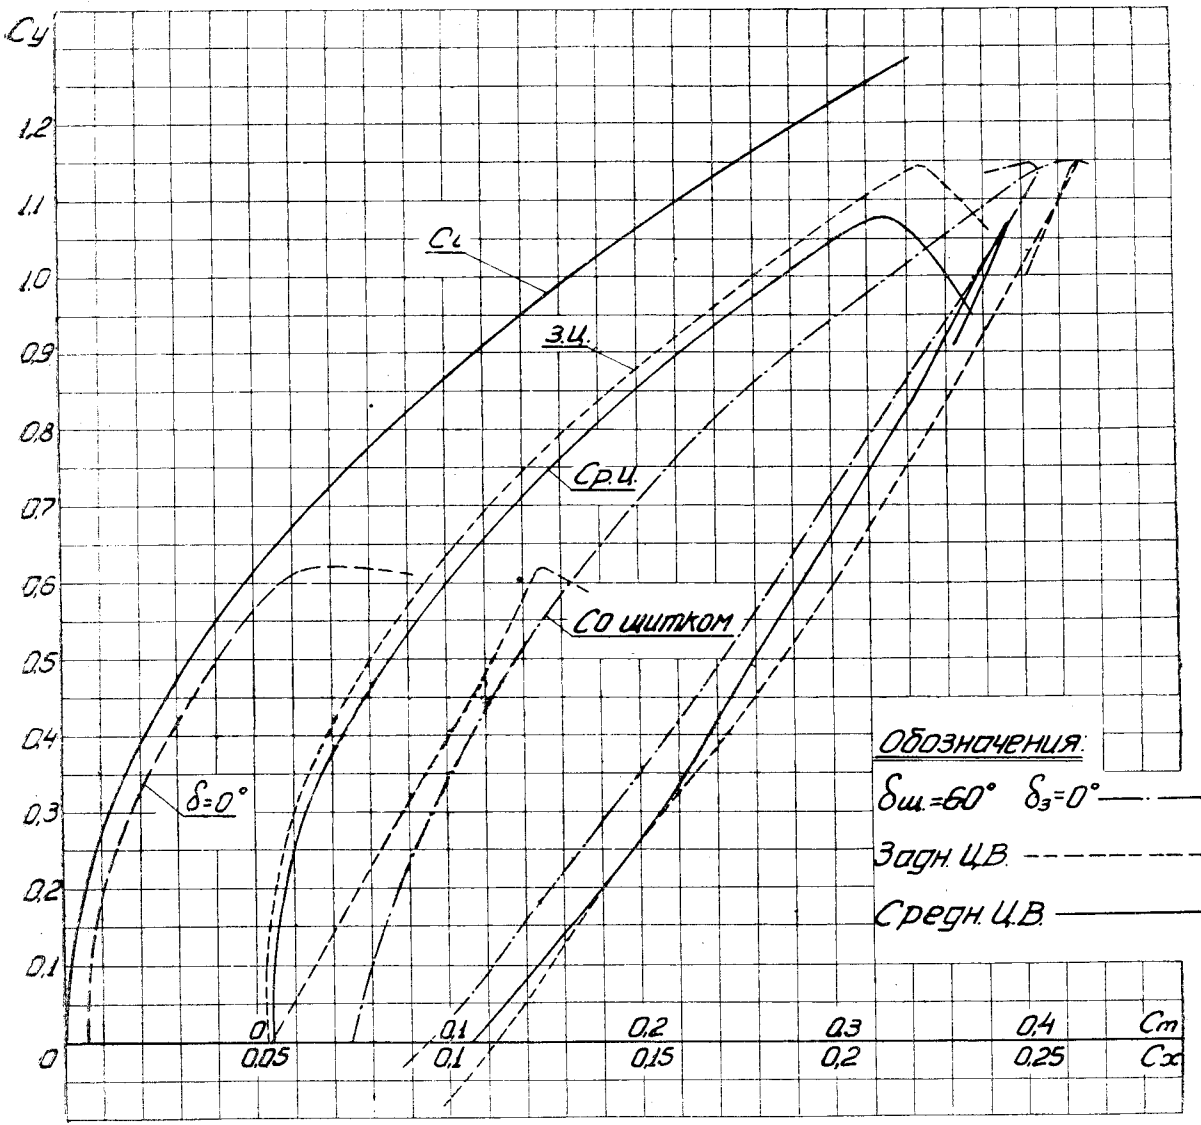 Cy
1,2
1,1
1,0
0,9
0,8
0,7
0,6
0,5
0,4
0,3
0,2
0,1
0
Ci
З.Ц.
Ср.Ц.
Со щитком
δ=0°
Обозначения:
δщ.=60° δз=0°
Задн. Ц.В.
Средн. Ц.В.
0 0,1 0,2 0,3 0,4 Cm
0,05 0,1 0,15 0,2 0,25 Cx